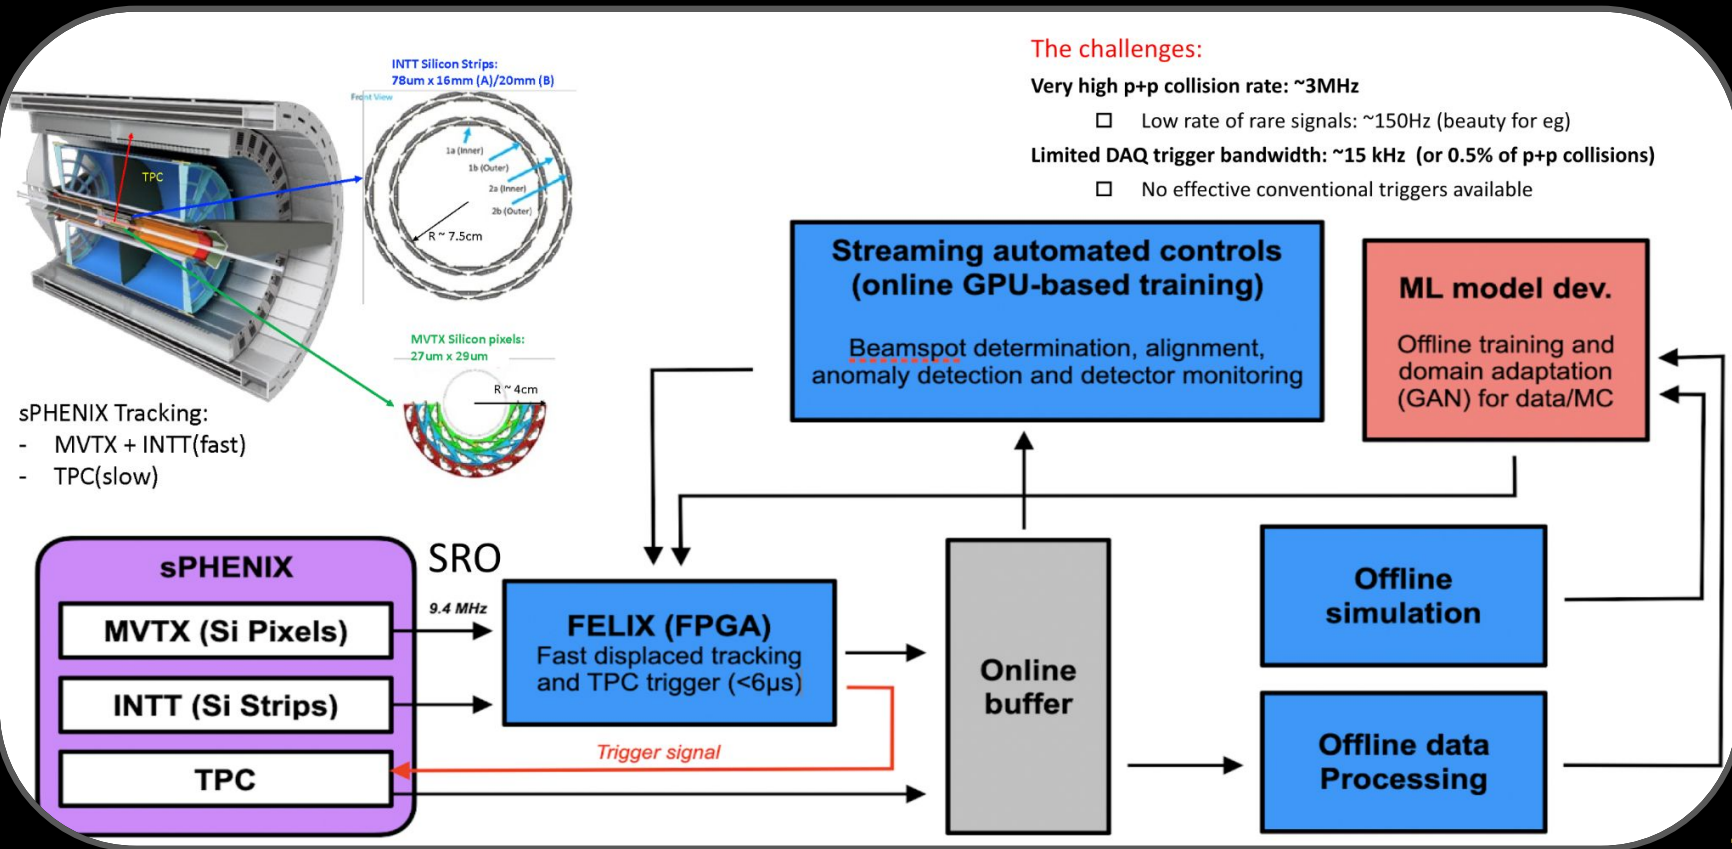 The challenges:
Very high p+p collision rate: ~3MHz
☐ Low rate of rare signals: ~150Hz (beauty for eg)
Limited DAQ trigger bandwidth: ~15 kHz (or 0.5% of p+p collisions)
☐ No effective conventional triggers available
INTT Silicon Strips:
78um x 16mm (A)/20mm (B)
Front View
1a (Inner)
1b (Outer)
2a (Inner)
2b (Outer)
R ~ 7.5cm
TPC
MVTX Silicon pixels:
27um x 29um
R ~ 4cm
sPHENIX Tracking:
- MVTX + INTT(fast)
- TPC(slow)
Streaming automated controls
(online GPU-based training)
Beamspot determination, alignment,
anomaly detection and detector monitoring
ML model dev.
Offline training and
domain adaptation
(GAN) for data/MC
sPHENIX
MVTX (Si Pixels)
INTT (Si Strips)
TPC
SRO
9.4 MHz
FELIX (FPGA)
Fast displaced tracking
and TPC trigger (<6μs)
Trigger signal
Online
buffer
Offline
simulation
Offline data
Processing